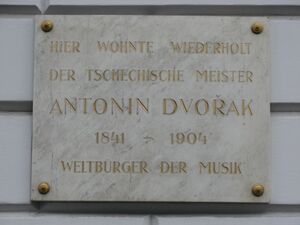 HIER WOHNTE WIEDERHOLT
DER TSCHECHISCHE MEISTER
ANTONIN DVOŘAK
1841 ~ 1904
WELTBÜRGER DER MUSIK